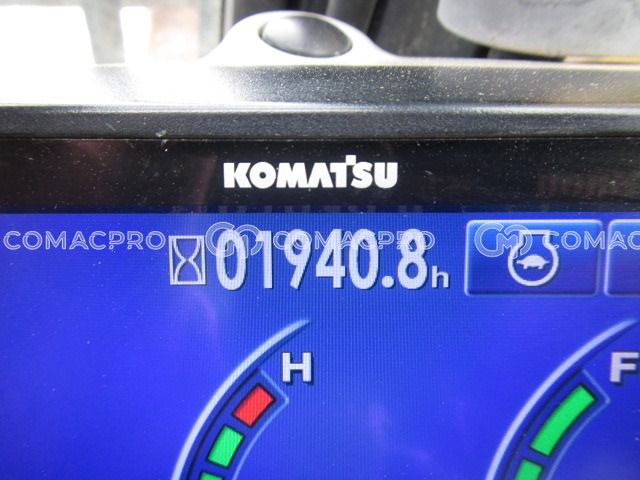 KOMATSU
COMACPRO COMACPRO COMACPRO
01940.8h
H F